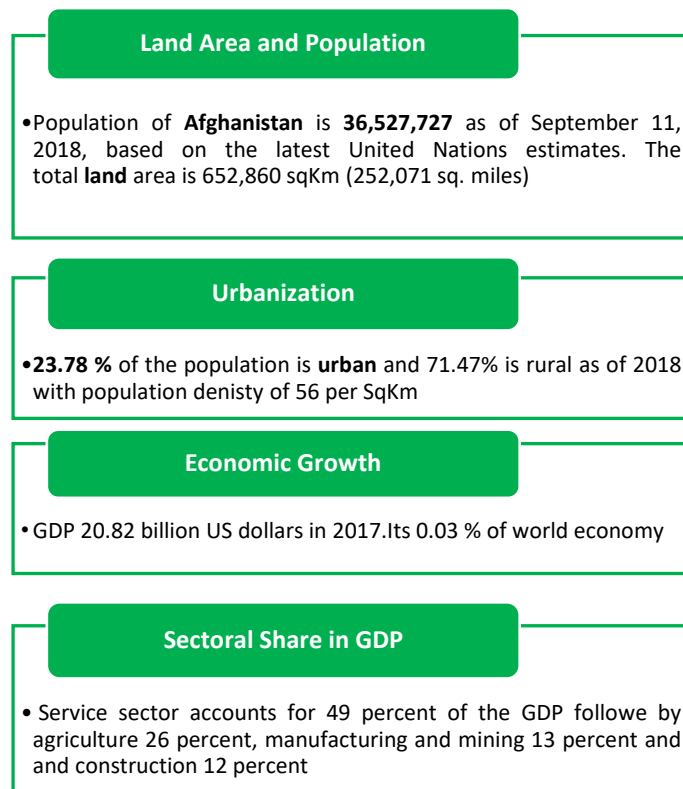 Land Area and Population
•Population of Afghanistan is 36,527,727 as of September 11,
2018, based on the latest United Nations estimates. The
total land area is 652,860 sqKm (252,071 sq. miles)
Urbanization
•23.78 % of the population is urban and 71.47% is rural as of 2018
with population denisty of 56 per SqKm
Economic Growth
• GDP 20.82 billion US dollars in 2017.Its 0.03 % of world economy
Sectoral Share in GDP
• Service sector accounts for 49 percent of the GDP followe by
agriculture 26 percent, manufacturing and mining 13 percent and
and construction 12 percent